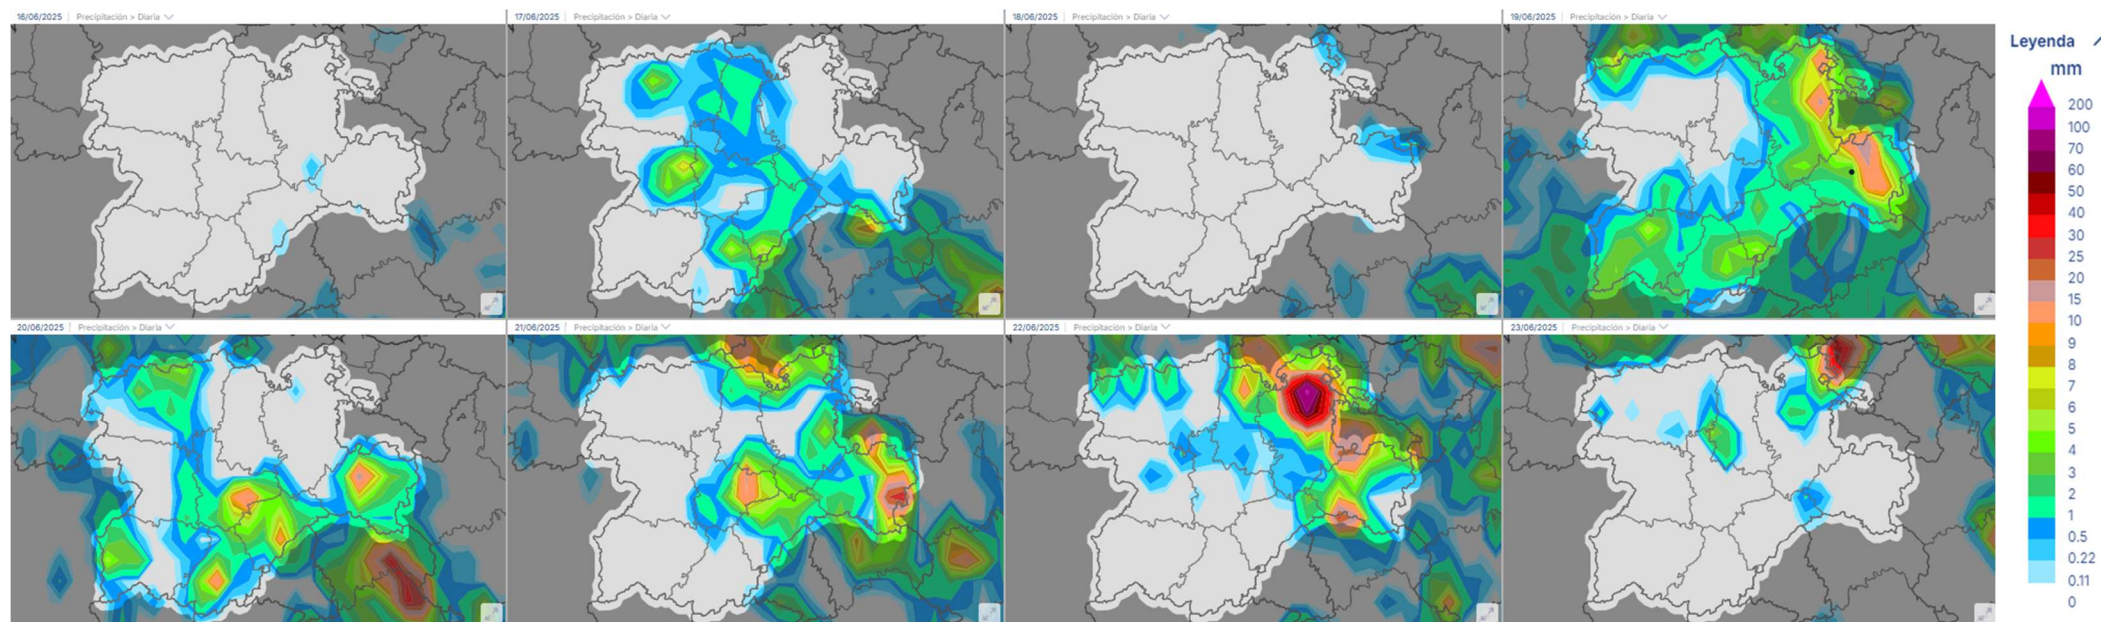 16/06/2025 Precipitación > Diaria
17/06/2025 Precipitación > Diaria
18/06/2025 Precipitación > Diaria
19/06/2025 Precipitación > Diaria
Leyenda
mm
200
100
70
60
50
40
30
25
20
15
10
9
8
7
6
5
4
3
2
1
0.5
0.22
0.11
0
20/06/2025 Precipitación > Diaria
21/06/2025 Precipitación > Diaria
22/06/2025 Precipitación > Diaria
23/06/2025 Precipitación > Diaria